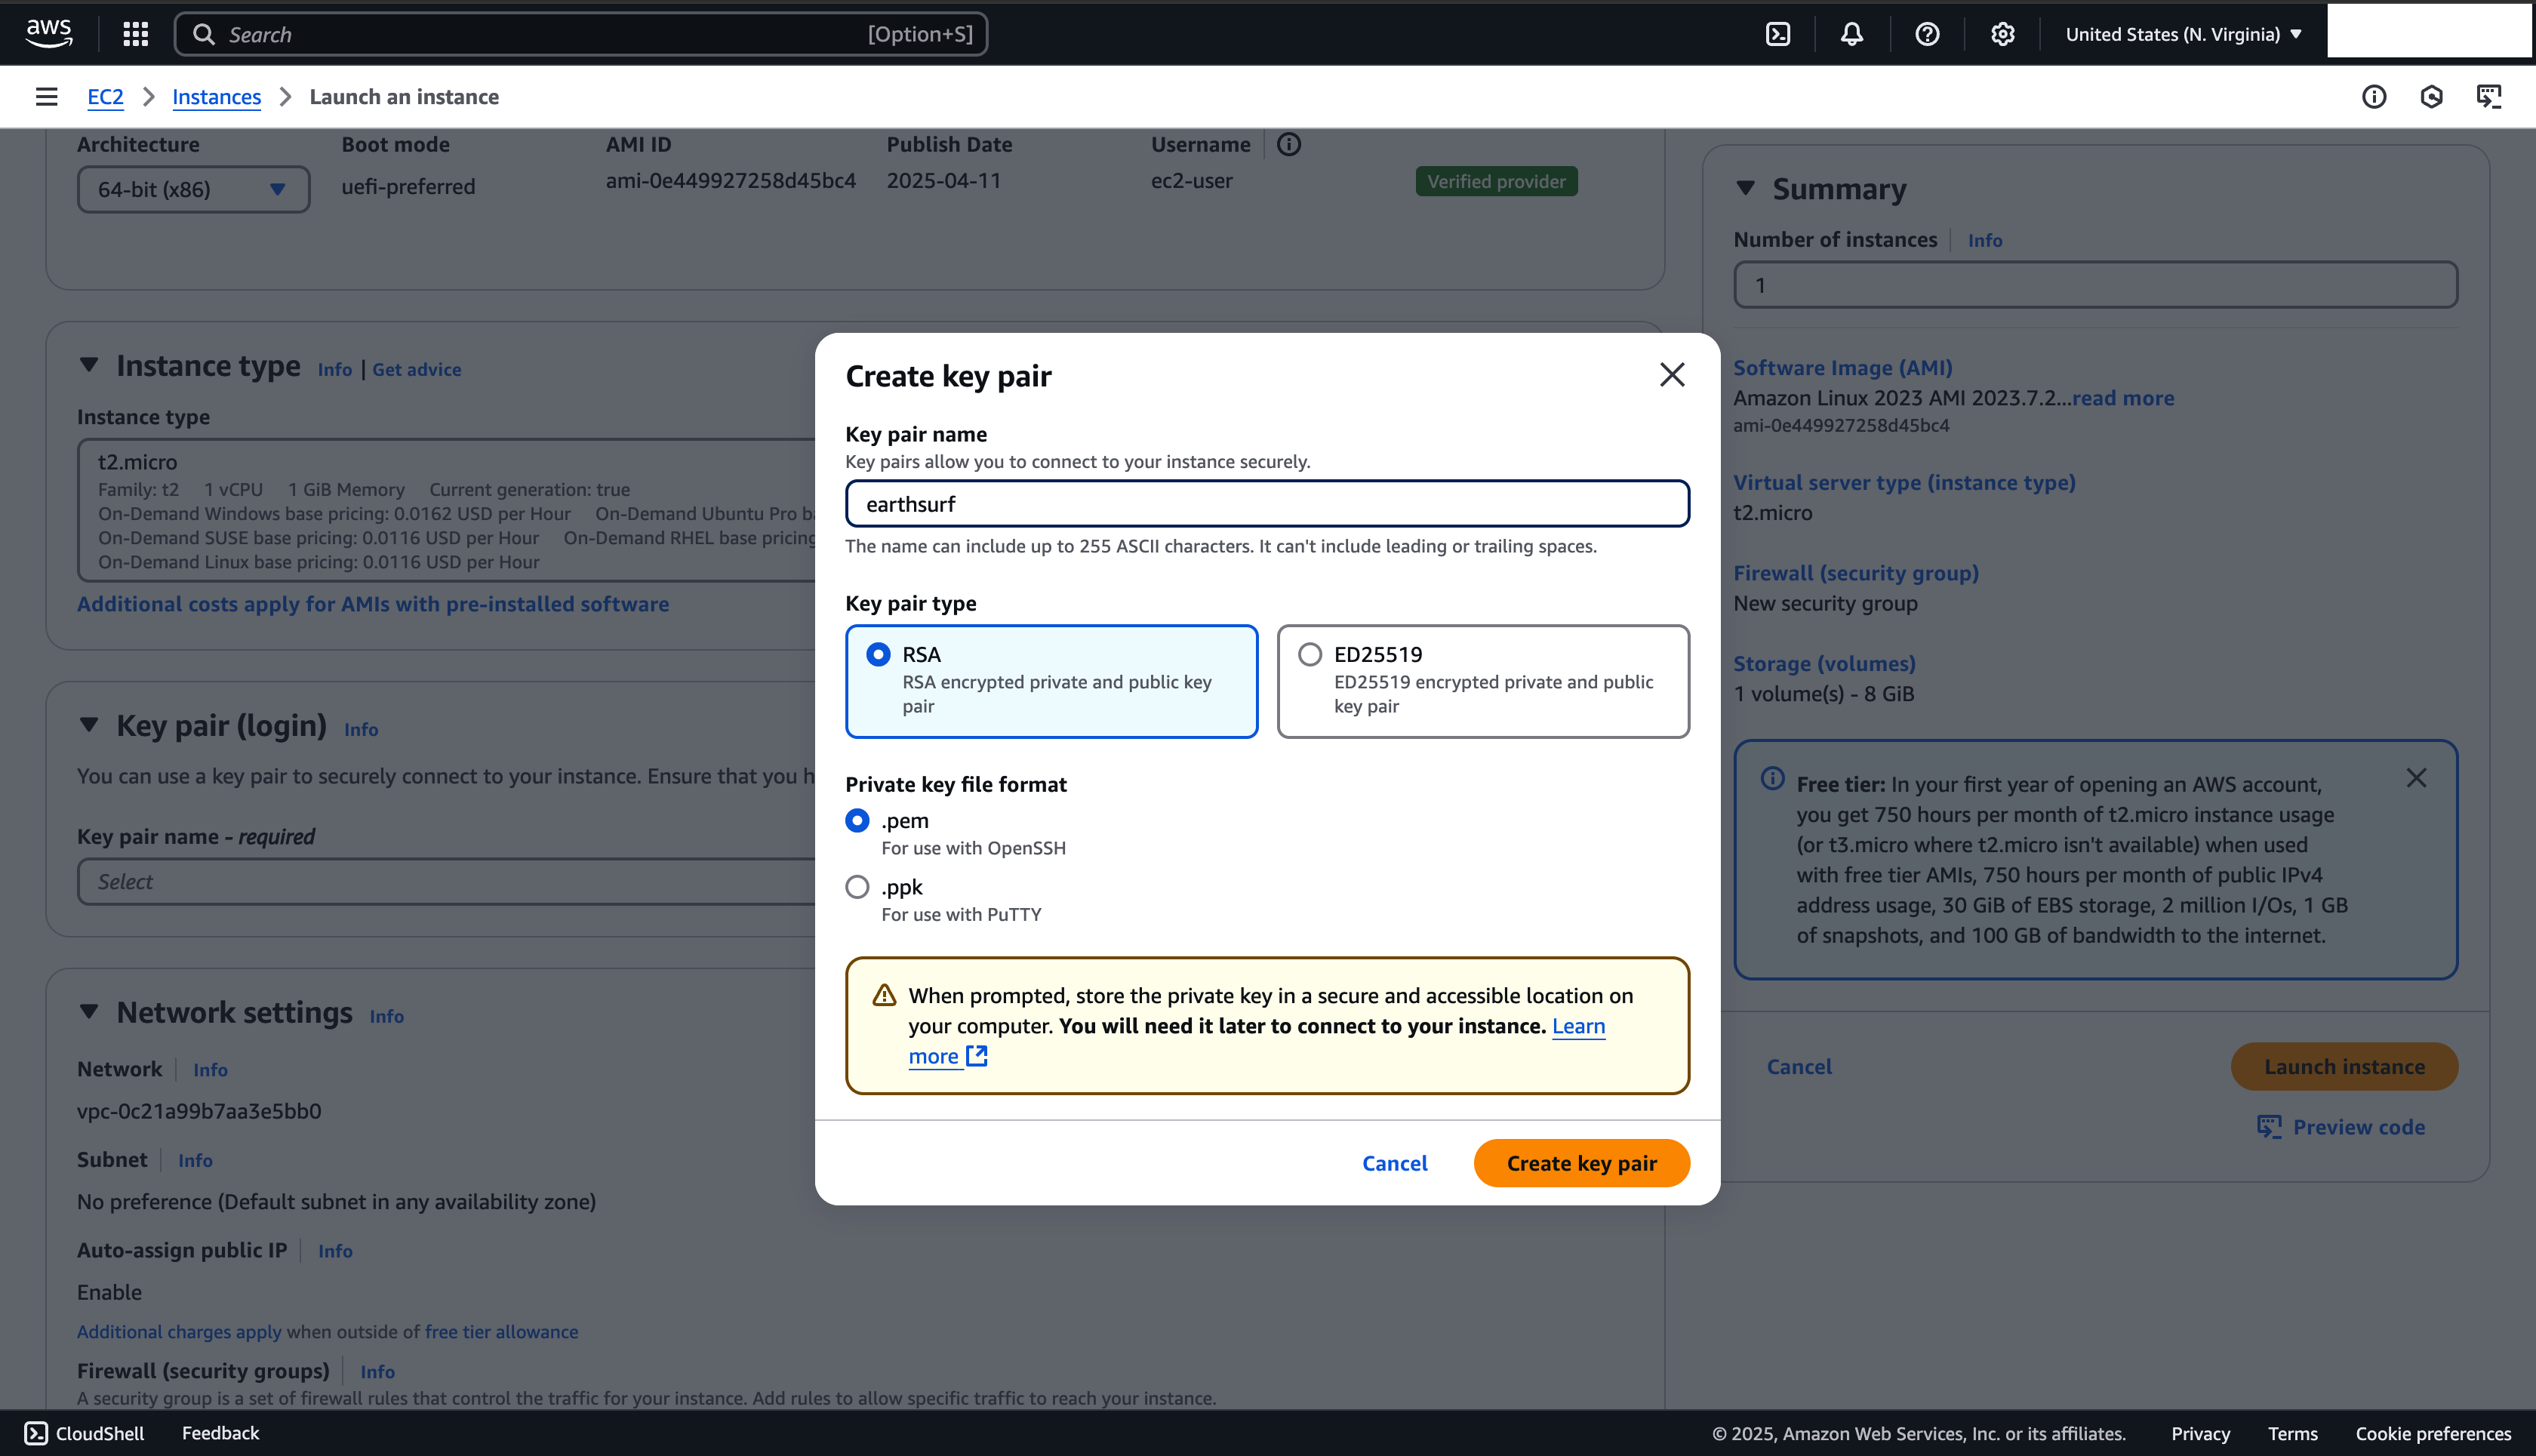 aws
Search
[Option+S]
United States (N. Virginia)
EC2
Instances
Launch an instance
Architecture
Boot mode
AMI ID
Publish Date
Username
64-bit (x86)
uefi-preferred
ami-0e449927258d45bc4
2025-04-11
ec2-user
Verified provider
Instance type
Info
Get advice
Instance type
t2.micro
Family: t2 1 vCPU 1 GiB Memory Current generation: true
On-Demand Windows base pricing: 0.0162 USD per Hour On-Demand Ubuntu Pro
On-Demand SUSE base pricing: 0.0116 USD per Hour On-Demand RHEL base pricing
On-Demand Linux base pricing: 0.0116 USD per Hour
Additional costs apply for AMIs with pre-installed software
Key pair (login)
Info
You can use a key pair to securely connect to your instance. Ensure that you
Key pair name - required
Select
Network settings
Info
Network
Info
vpc-0c21a99b7aa3e5bb0
Subnet
Info
No preference (Default subnet in any availability zone)
Auto-assign public IP
Info
Enable
Additional charges apply when outside of free tier allowance
Firewall (security groups)
Info
A security group is a set of firewall rules that control the traffic for your instance. Add rules to allow specific traffic to reach your instance.
Create key pair
Key pair name
Key pairs allow you to connect to your instance securely.
earthsurf
The name can include up to 255 ASCII characters. It can't include leading or trailing spaces.
Key pair type
RSA
RSA encrypted private and public key
pair
ED25519
ED25519 encrypted private and public
key pair
Private key file format
.pem
For use with OpenSSH
.ppk
For use with PuTTY
When prompted, store the private key in a secure and accessible location on
your computer. You will need it later to connect to your instance. Learn
more
Cancel
Create key pair
Summary
Number of instances
Info
1
Software Image (AMI)
Amazon Linux 2023 AMI 2023.7.2...read more
ami-0e449927258d45bc4
Virtual server type (instance type)
t2.micro
Firewall (security group)
New security group
Storage (volumes)
1 volume(s) - 8 GiB
Free tier: In your first year of opening an AWS account,
you get 750 hours per month of t2.micro instance usage
(or t3.micro where t2.micro isn't available) when used
with free tier AMIs, 750 hours per month of public IPv4
address usage, 30 GiB of EBS storage, 2 million I/Os, 1 GB
of snapshots, and 100 GB of bandwidth to the internet.
Cancel
Launch instance
Preview code
CloudShell
Feedback
© 2025, Amazon Web Services, Inc. or its affiliates.
Privacy
Terms
Cookie preferences